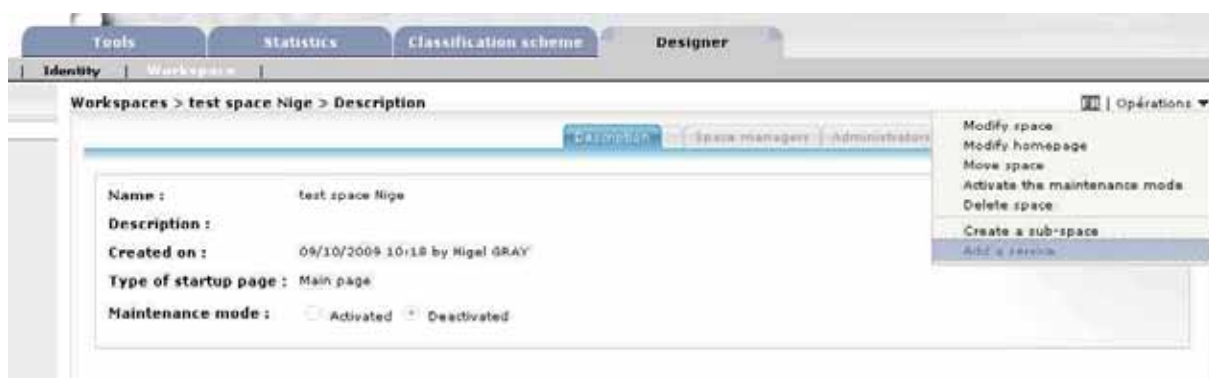 Tools Statistics Classification scheme Designer
| Identity | Workspace |
Workspaces > test space Nige > Description
| Opérations ▼
Description | Space managers | Administrators
Modify space
Modify homepage
Move space
Activate the maintenance mode
Delete space
Create a sub-space
Add a service
Name : test space Nige
Description :
Created on : 09/10/2009 10:18 by Nigel GRAY
Type of startup page : Main page
Maintenance mode : Activated Deactivated